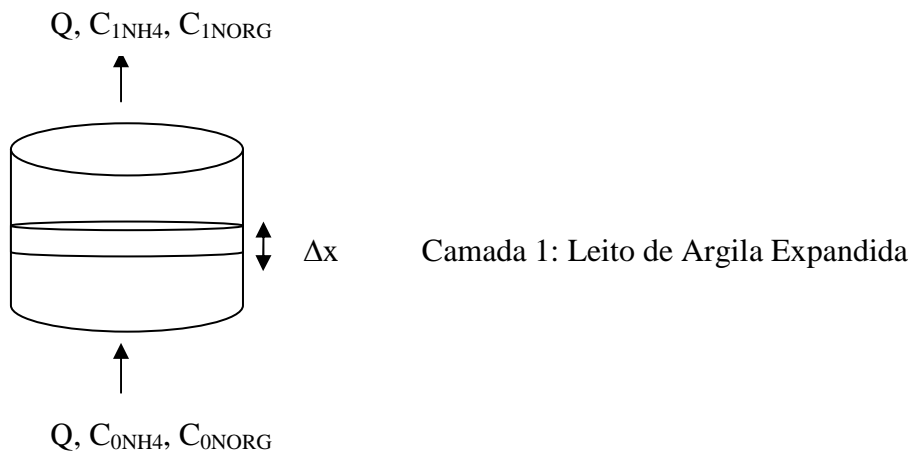 Q, C1NH4, C1NORG
Δx
Camada 1: Leito de Argila Expandida
Q, C0NH4, C0NORG